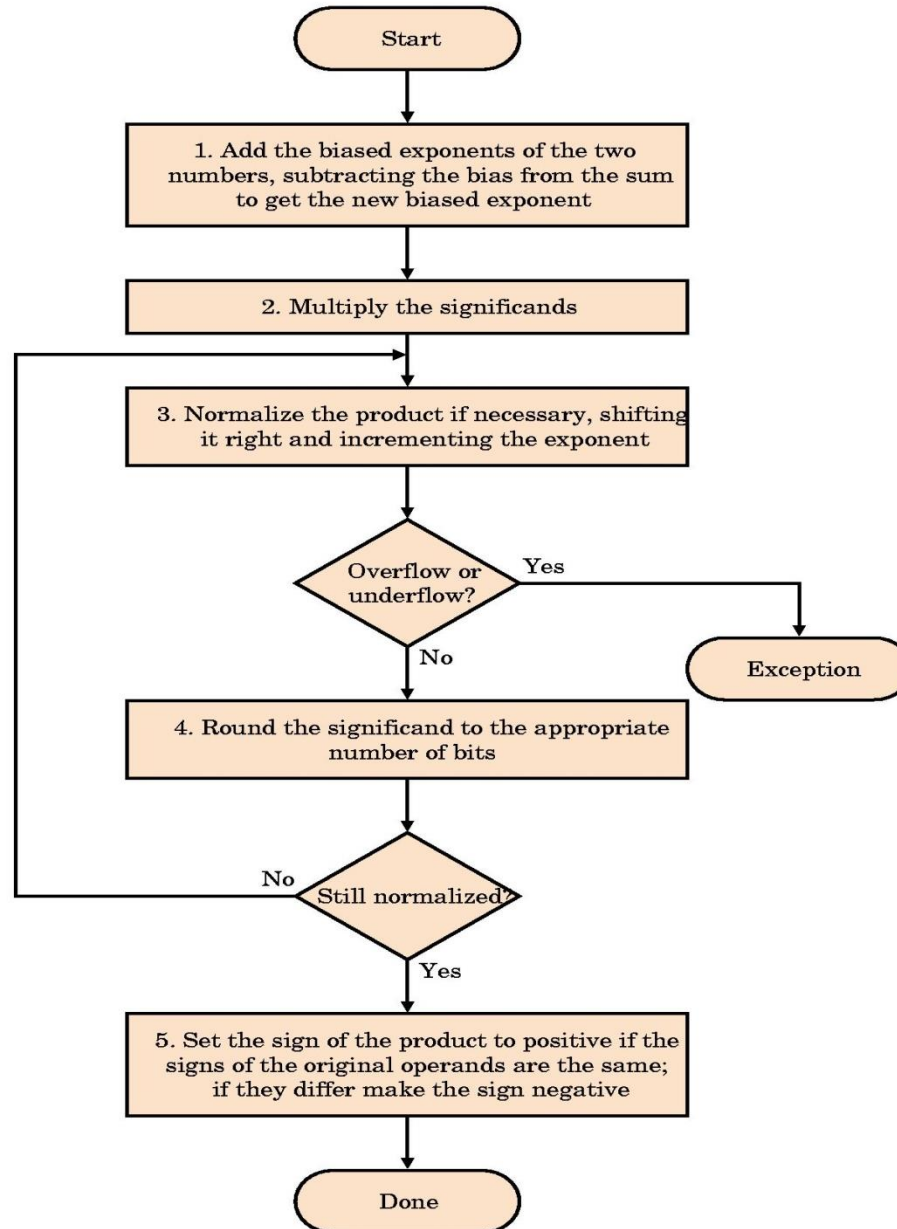 Start
1. Add the biased exponents of the two
numbers, subtracting the bias from the sum
to get the new biased exponent
2. Multiply the significands
3. Normalize the product if necessary, shifting
it right and incrementing the exponent
Overflow or
underflow?
Yes
No
Exception
4. Round the significand to the appropriate
number of bits
No
Still normalized?
Yes
5. Set the sign of the product to positive if the
signs of the original operands are the same;
if they differ make the sign negative
Done